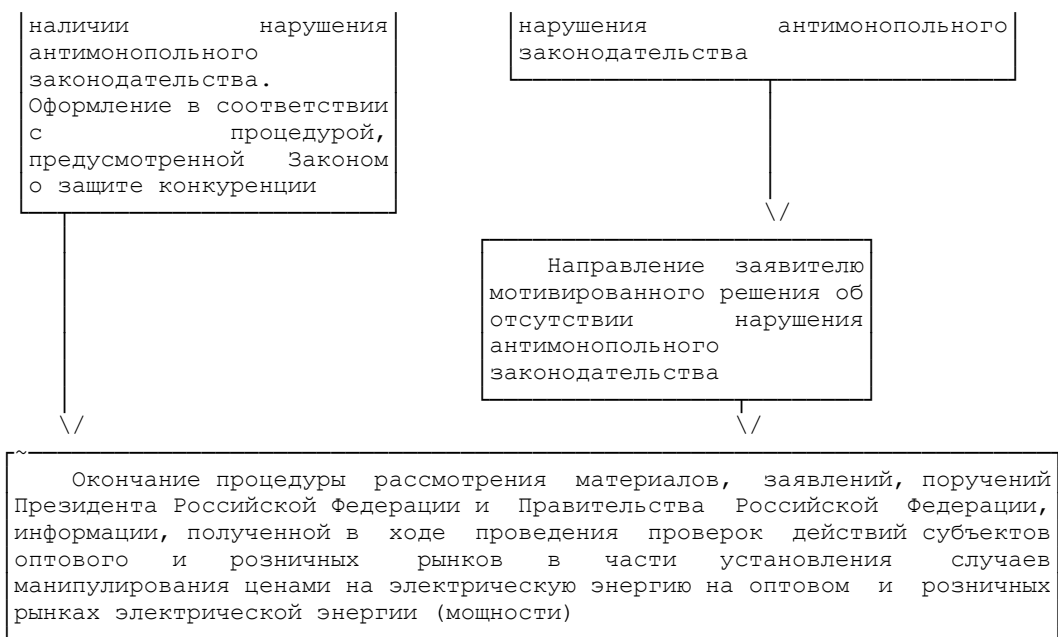 наличии нарушения
антимонопольного
законодательства.
Оформление в соответствии
с процедурой,
предусмотренной Законом
о защите конкуренции
нарушения антимонопольного
законодательства
Направление заявителю
мотивированного решения об
отсутствии нарушения
антимонопольного
законодательства
Окончание процедуры рассмотрения материалов, заявлений, поручений
Президента Российской Федерации и Правительства Российской Федерации,
информации, полученной в ходе проведения проверок действий субъектов
оптового и розничных рынков в части установления случаев
манипулирования ценами на электрическую энергию на оптовом и розничных
рынках электрической энергии (мощности)